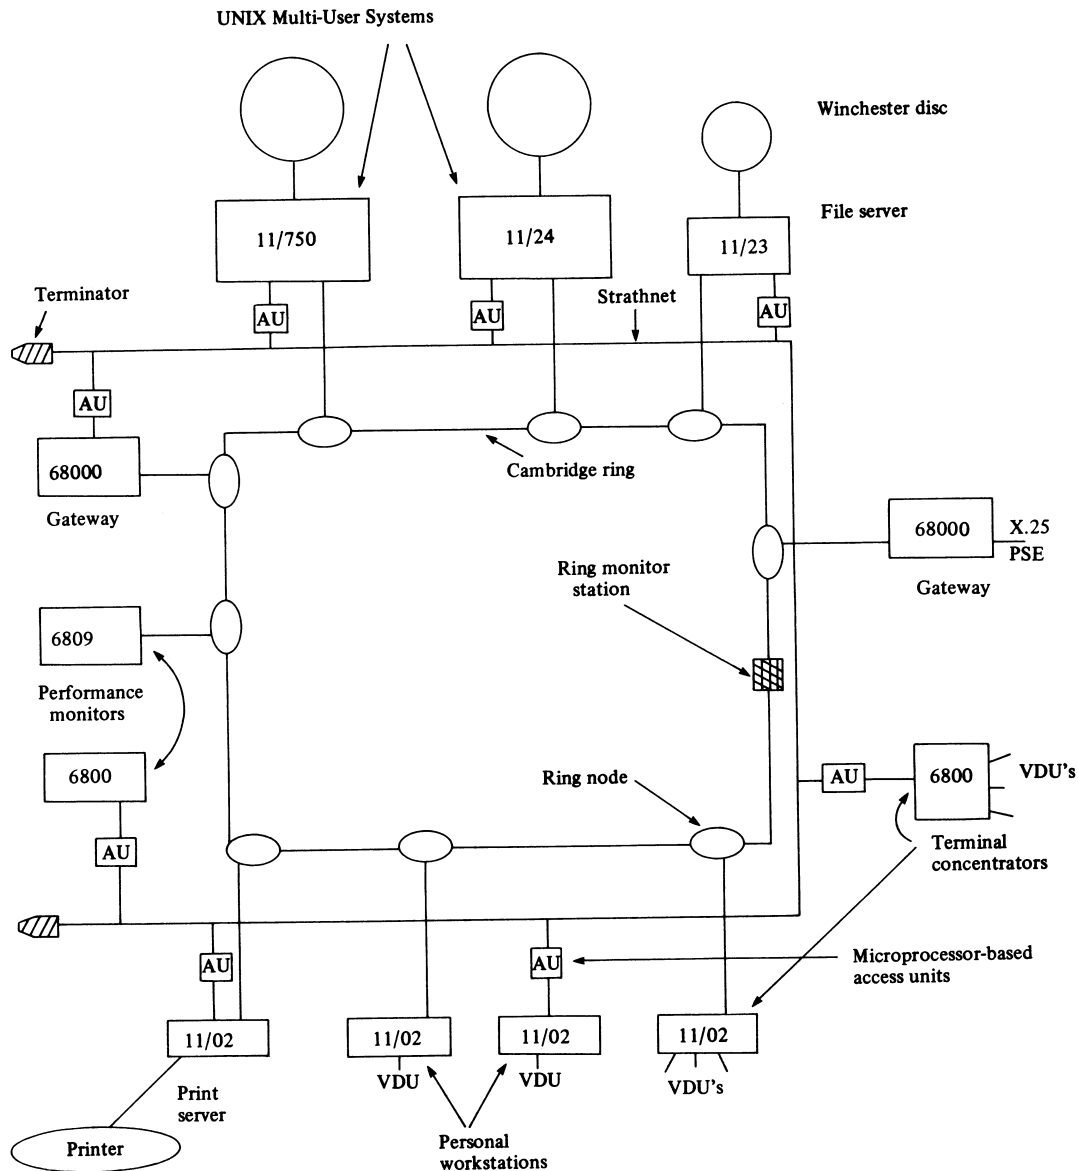 UNIX Multi-User Systems
Winchester disc
File server
11/750
11/24
11/23
Terminator
Strathnet
AU
AU
AU
AU
68000
Gateway
Cambridge ring
68000
X.25
PSE
Gateway
Ring monitor
station
6809
Performance
monitors
6800
Ring node
AU
6800
VDU's
AU
Terminal
concentrators
AU
AU
Microprocessor-based
access units
11/02
11/02
11/02
11/02
VDU
VDU
VDU's
Print
server
Printer
Personal
workstations